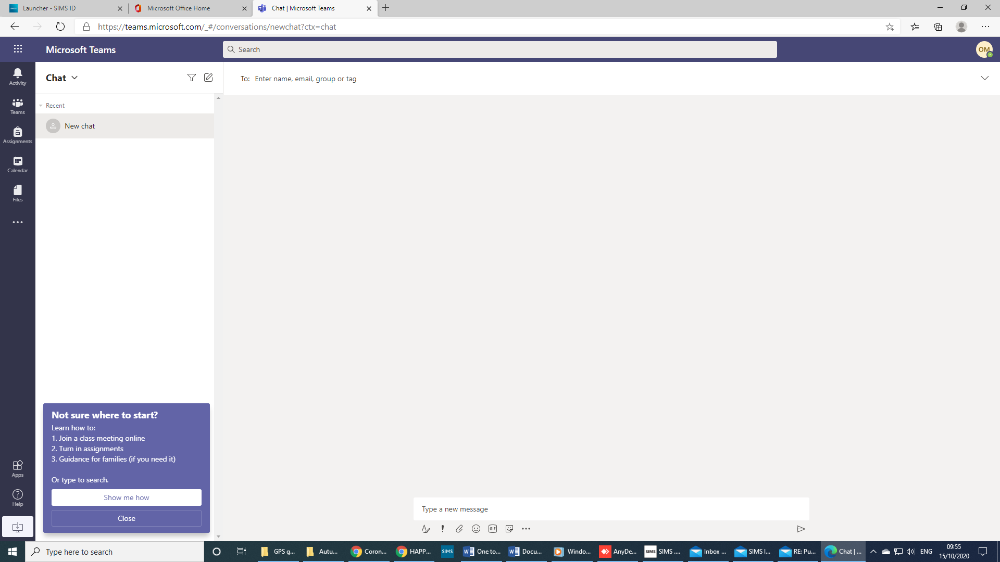 Launcher - SIMS ID
Microsoft Office Home
Chat | Microsoft Teams
https://teams.microsoft.com/_#/conversations/newchat?ctx=chat
Microsoft Teams
Search
OM
Activity
Teams
Assignments
Calendar
Files
Apps
Help
Chat
Recent
New chat
To: Enter name, email, group or tag
Not sure where to start?
Learn how to:
1. Join a class meeting online
2. Turn in assignments
3. Guidance for families (if you need it)
Or type to search.
Show me how
Close
Type a new message
GIF
Type here to search
GPS g...
Autu...
Coron...
HAPP...
SIMS
One to...
Docu...
Windo...
AnyDe...
SIMS ...
Inbox ...
SIMS I...
RE: Pu...
Chat | ...
ENG
09:55
15/10/2020